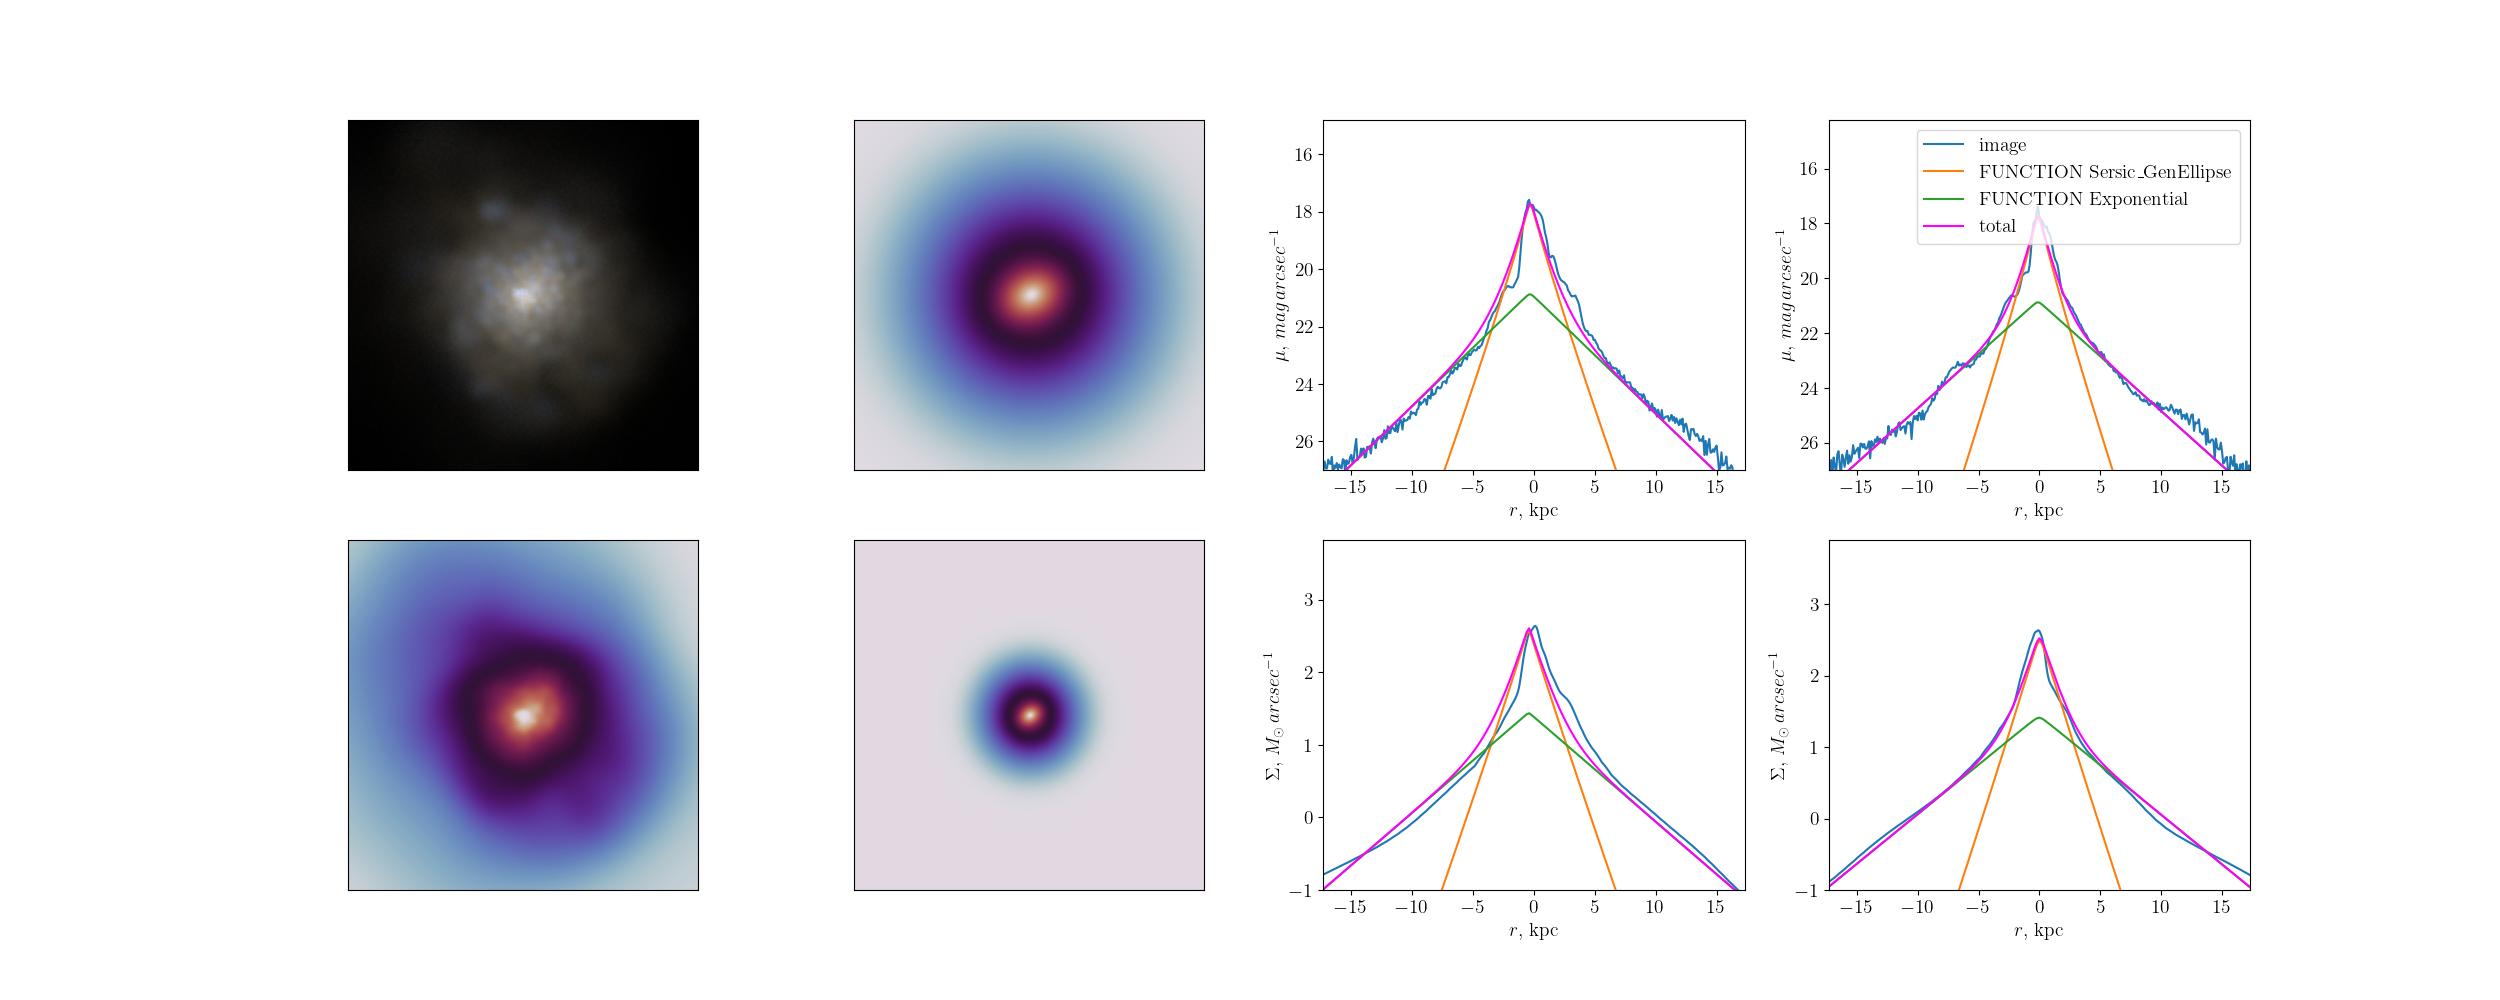 16
18
20
22
24
26
μ, mag arcsec⁻¹
−15 −10 −5 0 5 10 15
r, kpc
image
FUNCTION Sersic_GenEllipse
FUNCTION Exponential
total
16
18
20
22
24
26
μ, mag arcsec⁻¹
−15 −10 −5 0 5 10 15
r, kpc
3
2
1
0
−1
Σ, M⊙ arcsec⁻¹
−15 −10 −5 0 5 10 15
r, kpc
3
2
1
0
−1
Σ, M⊙ arcsec⁻¹
−15 −10 −5 0 5 10 15
r, kpc